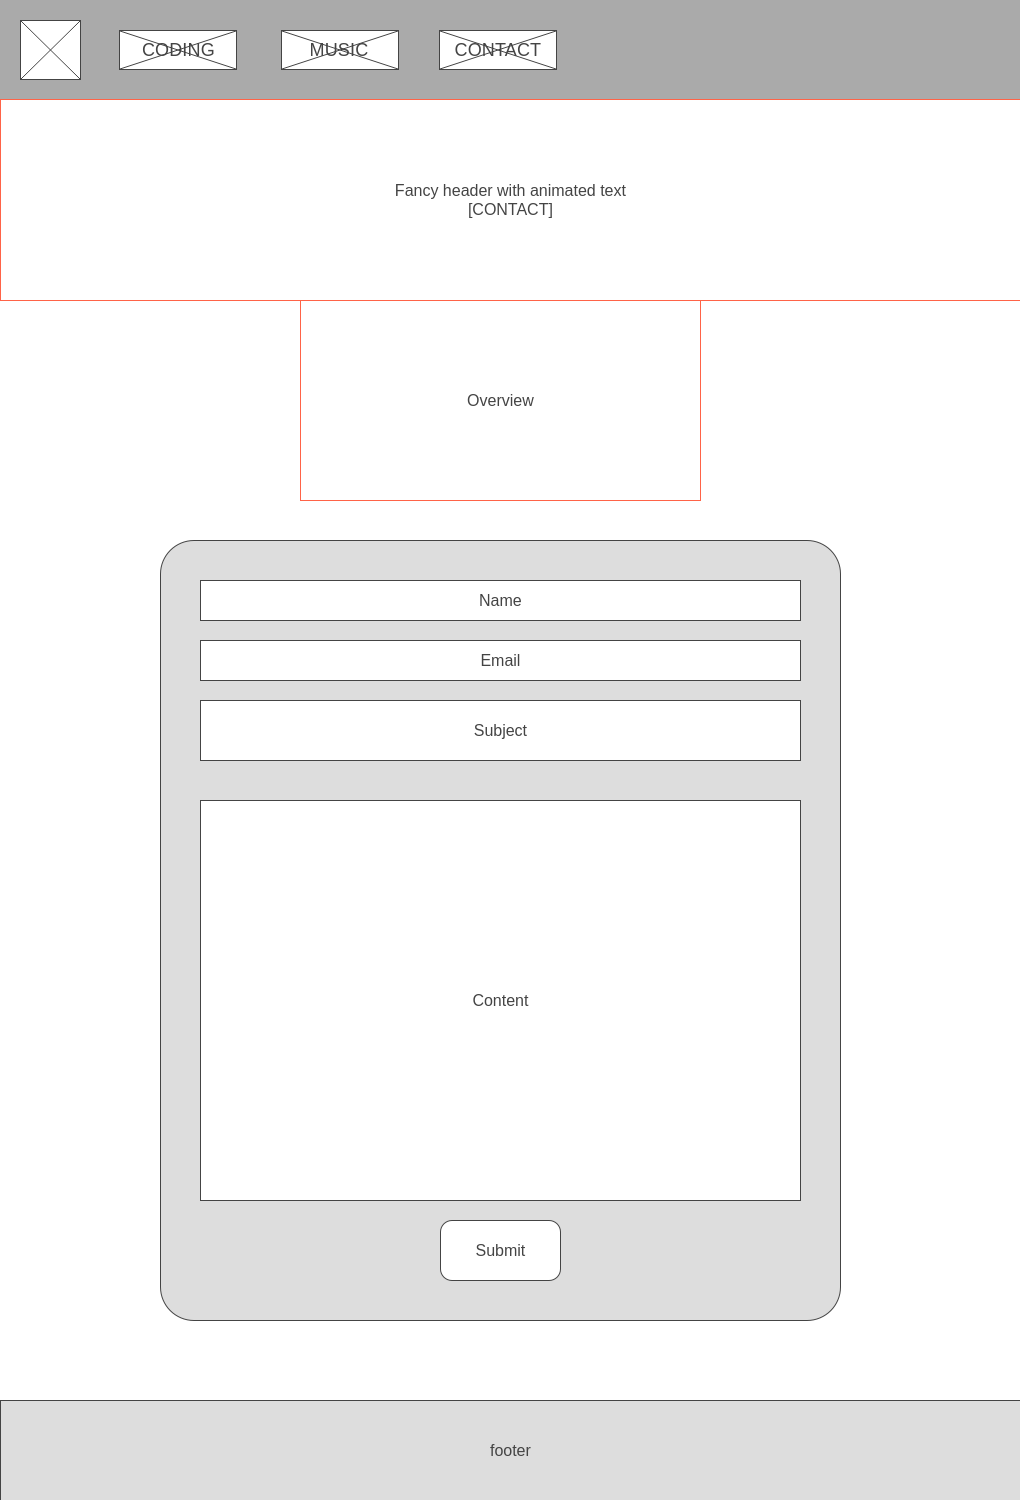 CODING
MUSIC
CONTACT
Fancy header with animated text
[CONTACT]
Overview
Name
Email
Subject
Content
Submit
footer